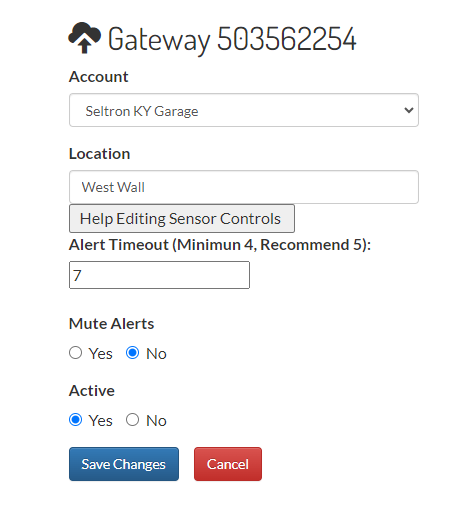 Gateway 503562254
Account
Seltron KY Garage
Location
West Wall
Help Editing Sensor Controls
Alert Timeout (Minimun 4, Recommend 5):
7
Mute Alerts
Yes No
Active
Yes No
Save Changes Cancel